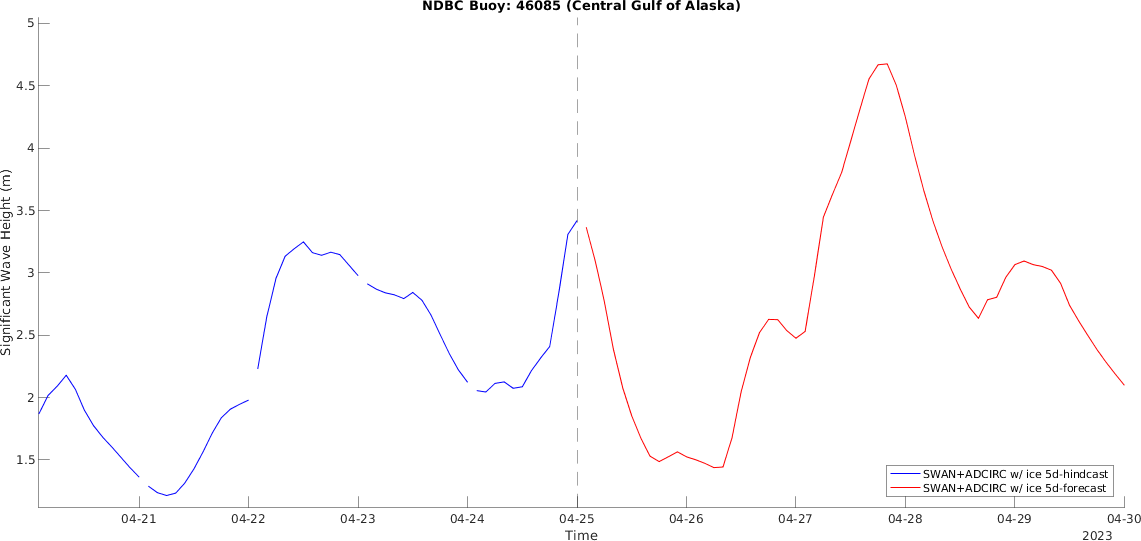 NDBC Buoy: 46085 (Central Gulf of Alaska)
5
4.5
4
3.5
3
2.5
2
1.5
Significant Wave Height (m)
SWAN+ADCIRC w/ ice 5d-hindcast
SWAN+ADCIRC w/ ice 5d-forecast
04-21 04-22 04-23 04-24 04-25 04-26 04-27 04-28 04-29 04-30
Time
2023